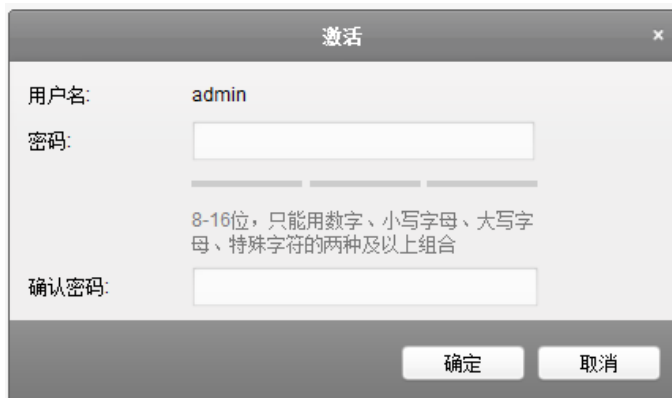 激活
×
用户名: admin
密码:
8-16位，只能用数字、小写字母、大写字
母、特殊字符的两种及以上组合
确认密码:
确定 取消